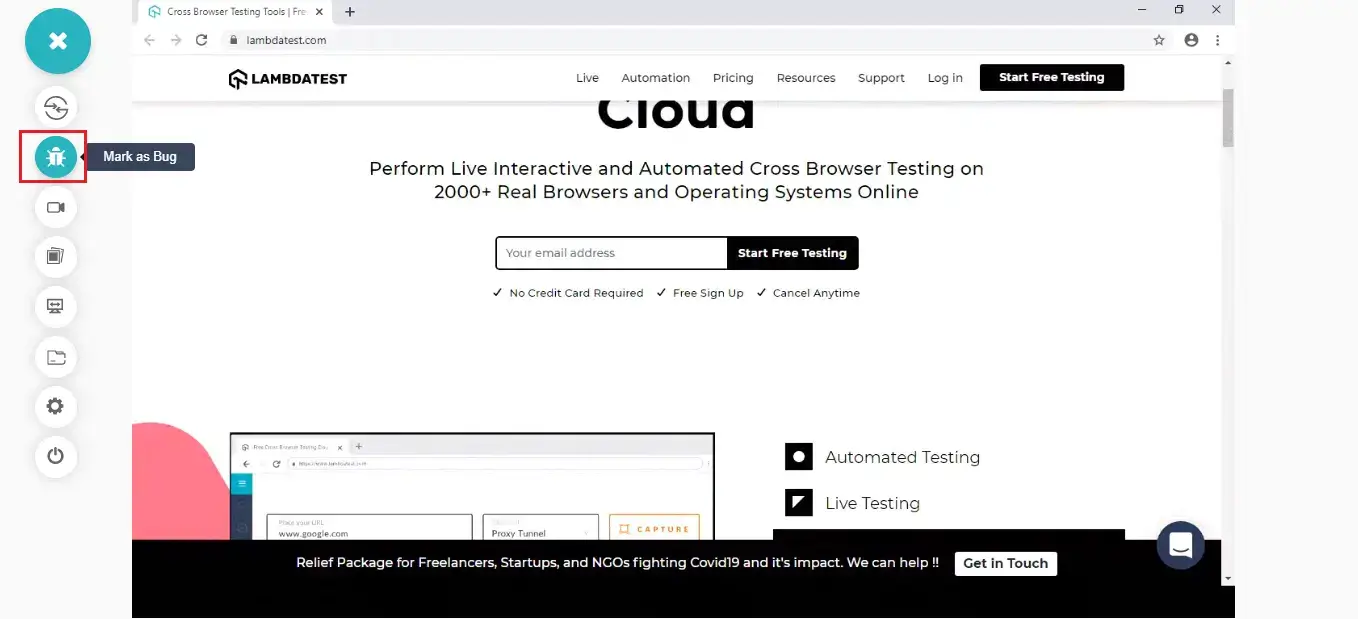 Cross Browser Testing Tools | Fre
lambdatest.com
LAMBDATEST
Live Automation Pricing Resources Support Log in Start Free Testing
Cloud
Mark as Bug
Perform Live Interactive and Automated Cross Browser Testing on
2000+ Real Browsers and Operating Systems Online
Your email address Start Free Testing
No Credit Card Required Free Sign Up Cancel Anytime
Free Cross Browser Testing Clou
https://www.lambdatest.com
Automated Testing
Live Testing
Place your URL
www.google.com
Proxy Tunnel
CAPTURE
Relief Package for Freelancers, Startups, and NGOs fighting Covid19 and it's impact. We can help !! Get in Touch